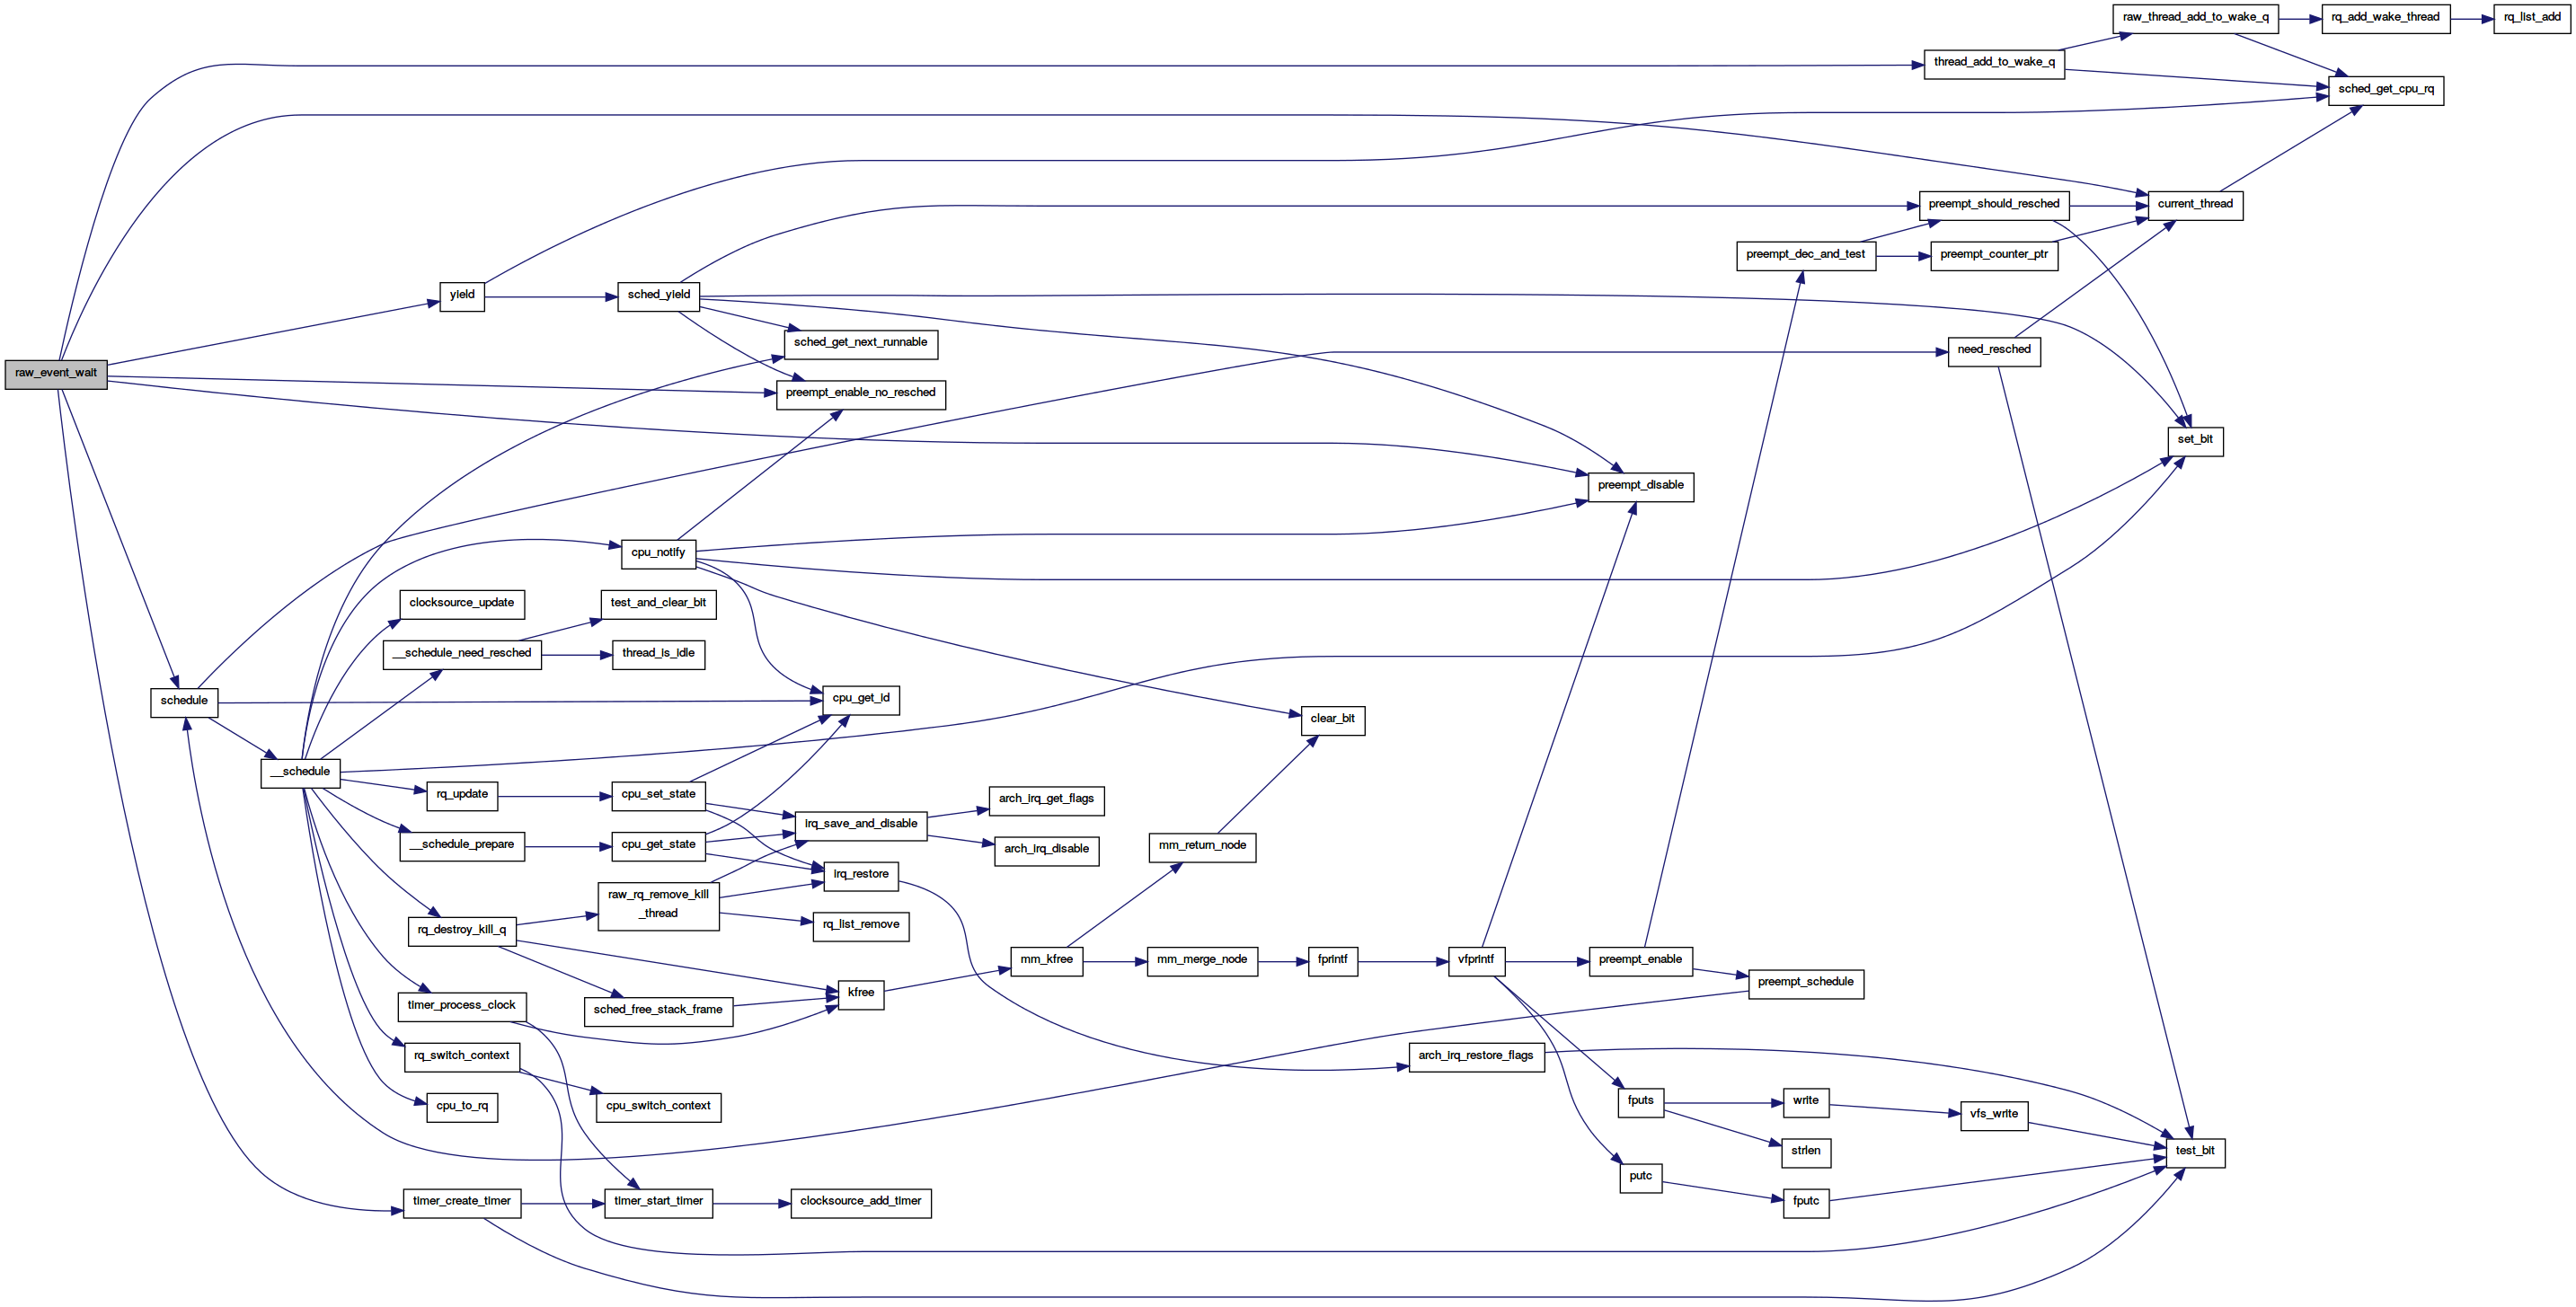 raw_thread_add_to_wake_q
rq_add_wake_thread
rq_list_add
thread_add_to_wake_q
sched_get_cpu_rq
preempt_should_resched
current_thread
preempt_dec_and_test
preempt_counter_ptr
yield
sched_yield
sched_get_next_runnable
need_resched
raw_event_wait
preempt_enable_no_resched
set_bit
preempt_disable
cpu_notify
clocksource_update
test_and_clear_bit
__schedule_need_resched
thread_is_idle
schedule
cpu_get_id
clear_bit
__schedule
rq_update
cpu_set_state
arch_irq_get_flags
irq_save_and_disable
__schedule_prepare
cpu_get_state
arch_irq_disable
mm_return_node
irq_restore
raw_rq_remove_kill
_thread
rq_list_remove
rq_destroy_kill_q
mm_kfree
mm_merge_node
fprintf
vfprintf
preempt_enable
preempt_schedule
kfree
timer_process_clock
sched_free_stack_frame
rq_switch_context
arch_irq_restore_flags
cpu_to_rq
cpu_switch_context
fputs
write
vfs_write
strlen
test_bit
putc
timer_create_timer
timer_start_timer
clocksource_add_timer
fputc